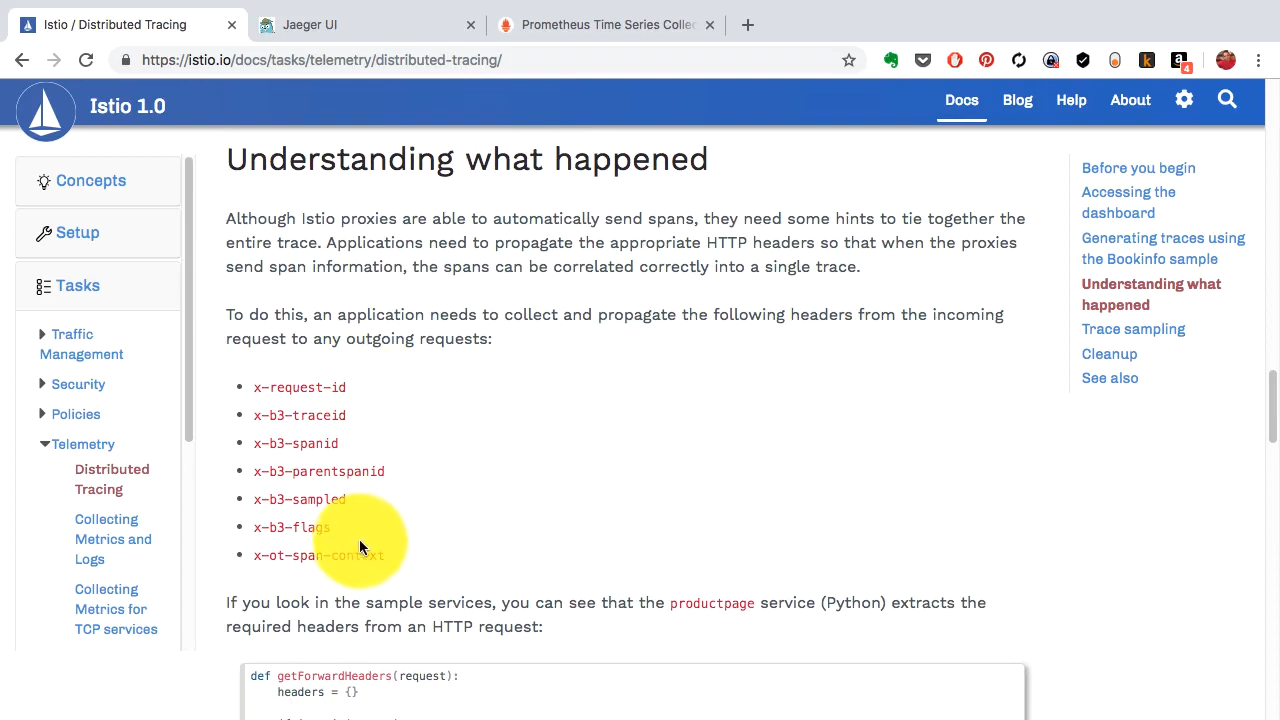 Istio / Distributed Tracing
Jaeger UI
Prometheus Time Series Collec
https://istio.io/docs/tasks/telemetry/distributed-tracing/
4
Istio 1.0
Docs
Blog
Help
About
Concepts
Setup
Tasks
Traffic
Management
Security
Policies
Telemetry
Distributed
Tracing
Collecting
Metrics and
Logs
Collecting
Metrics for
TCP services
Understanding what happened
Although Istio proxies are able to automatically send spans, they need some hints to tie together the
entire trace. Applications need to propagate the appropriate HTTP headers so that when the proxies
send span information, the spans can be correlated correctly into a single trace.
To do this, an application needs to collect and propagate the following headers from the incoming
request to any outgoing requests:
x-request-id
x-b3-traceid
x-b3-spanid
x-b3-parentspanid
x-b3-sampled
x-b3-flags
x-ot-span-context
If you look in the sample services, you can see that the productpage service (Python) extracts the
required headers from an HTTP request:
def getForwardHeaders(request):
headers = {}
Before you begin
Accessing the
dashboard
Generating traces using
the Bookinfo sample
Understanding what
happened
Trace sampling
Cleanup
See also